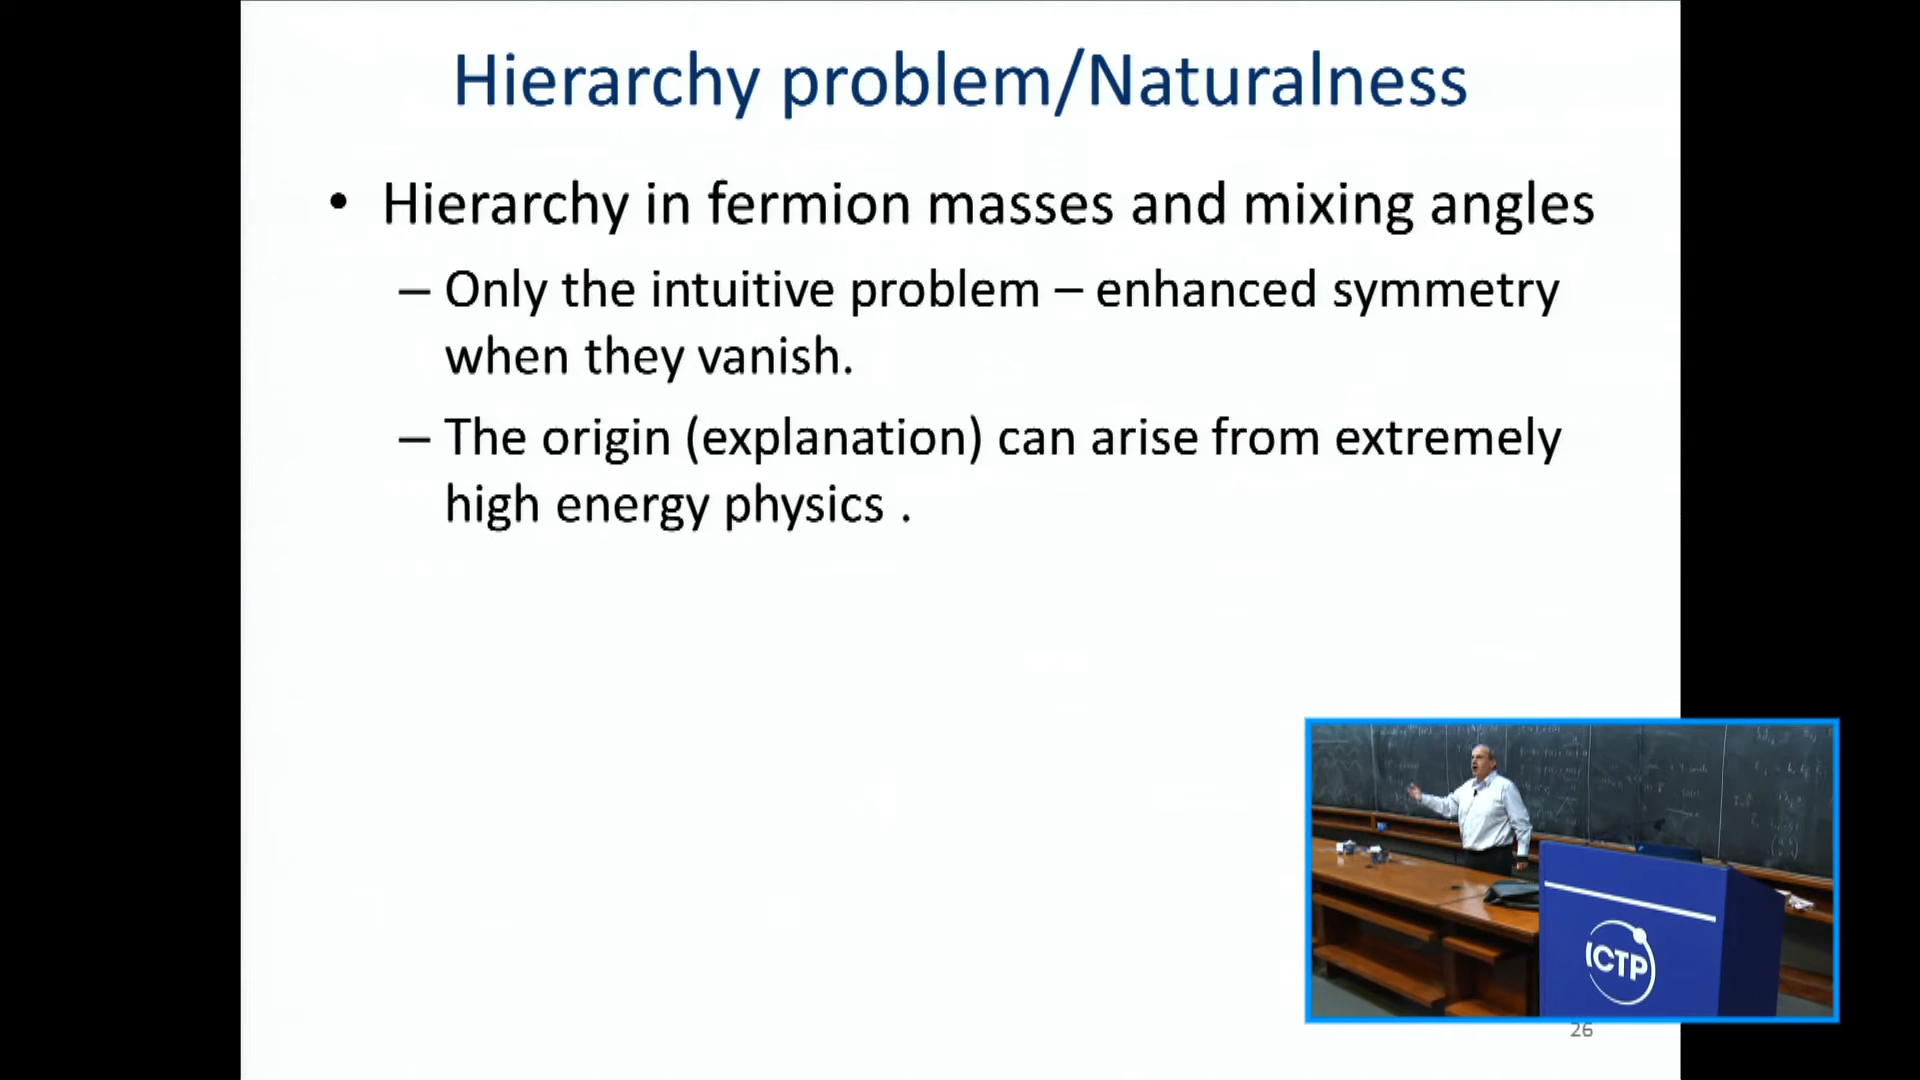 Hierarchy problem/Naturalness
• Hierarchy in fermion masses and mixing angles
– Only the intuitive problem – enhanced symmetry
when they vanish.
– The origin (explanation) can arise from extremely
high energy physics .
ICTP
26